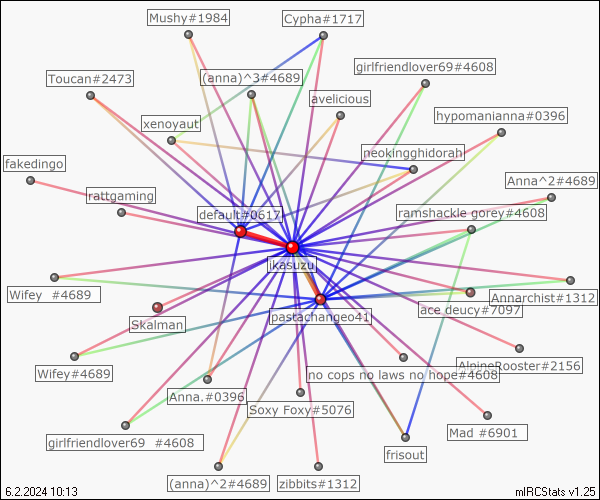 Mushy#1984
Cypha#1717
girlfriendlover69#4608
Toucan#2473
(anna)^3#4689
avelicious
hypomanianna#0396
xenoyaut
neokingghidorah
fakedingo
Anna^2#4689
rattgaming
default#0617
ramshackle gorey#4608
ikasuzu
Wifey #4689
Annarchist#1312
ace deucy#7097
Skalman
pastachangeo41
AlpineRooster#2156
Wifey#4689
no cops no laws no hope#4608
Anna.#0396
Soxy Foxy#5076
Mad #6901
girlfriendlover69 #4608
frisout
(anna)^2#4689
zibbits#1312
6.2.2024 10:13
mIRCStats v1.25